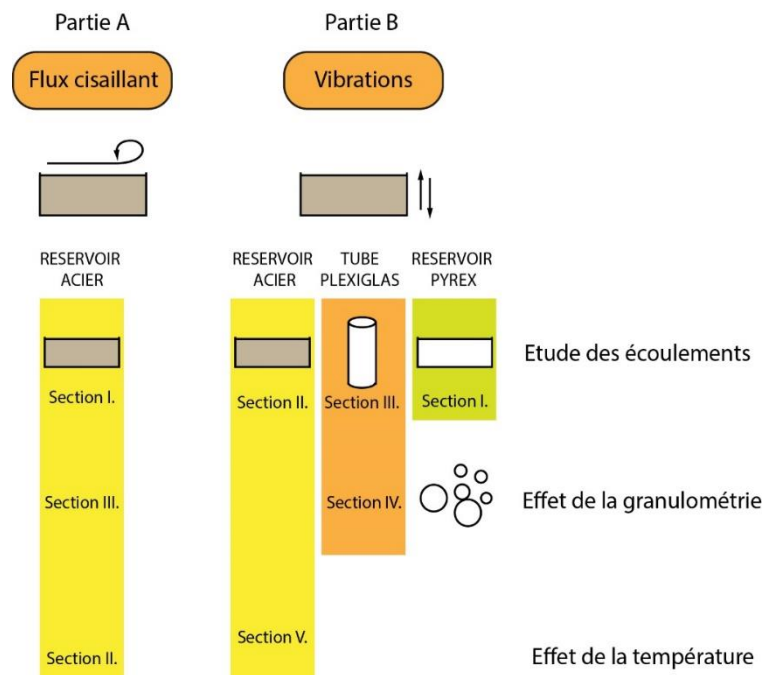 Partie A
Partie B
Flux cisaillant
Vibrations
RESERVOIR
ACIER
RESERVOIR
ACIER
TUBE
PLEXIGLAS
RESERVOIR
PYREX
Etude des écoulements
Section I.
Section II.
Section III.
Section I.
Section III.
Section IV.
Effet de la granulométrie
Section V.
Section II.
Effet de la température